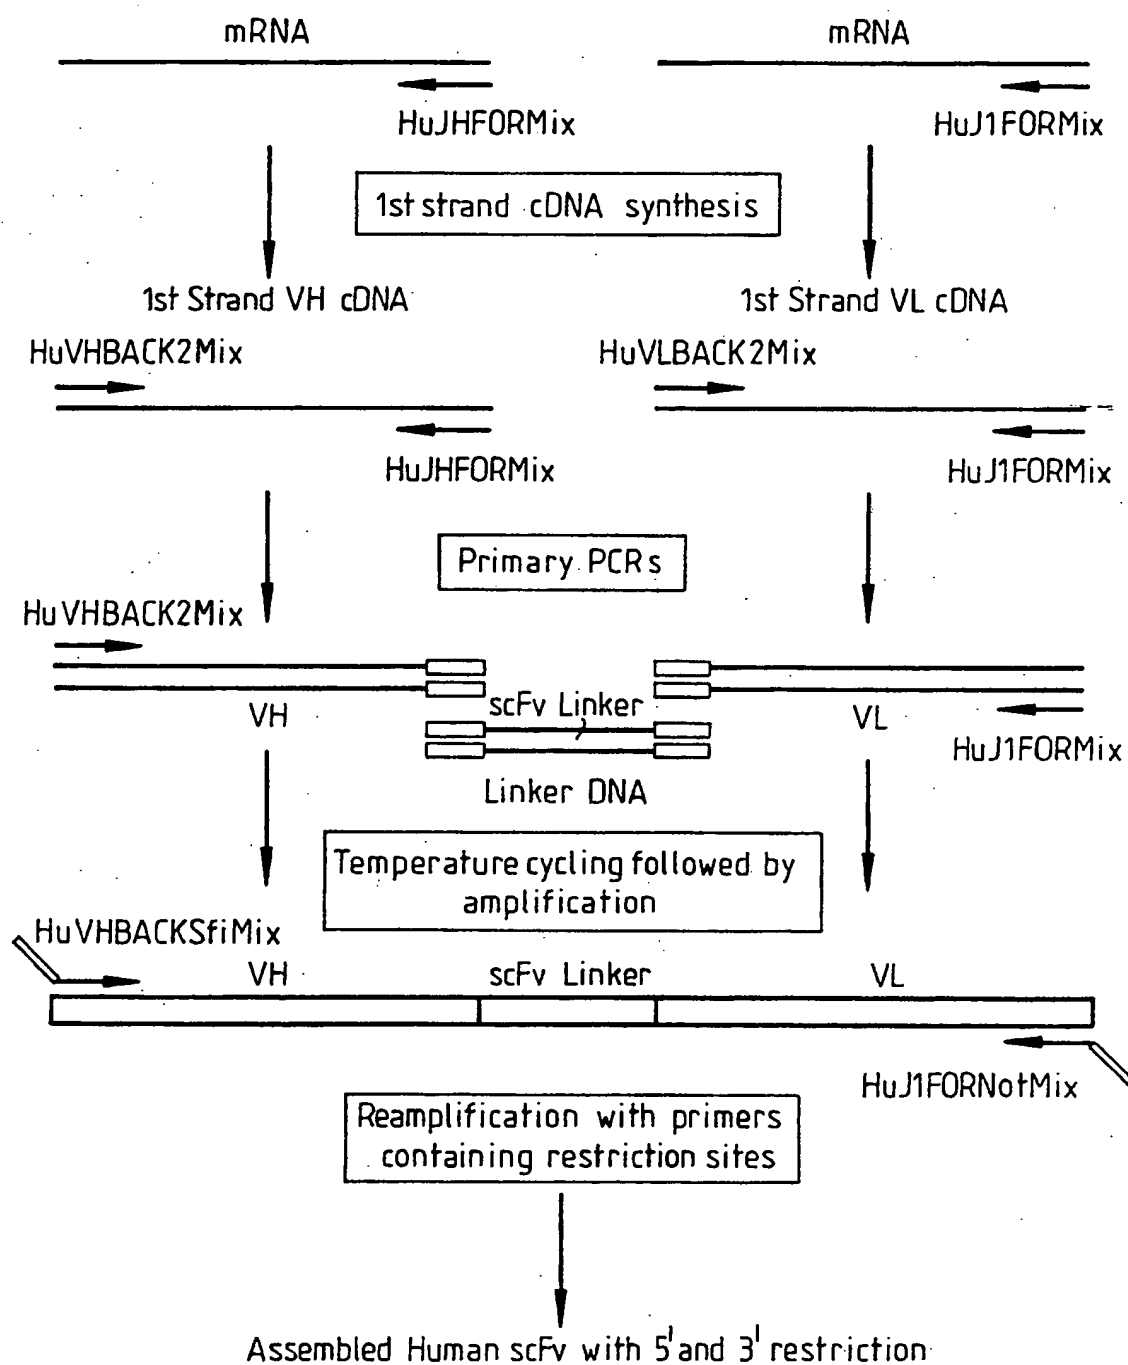 mRNA
mRNA
HuJHFORMix
HuJ1FORMix
1st strand cDNA synthesis
1st Strand VH cDNA
1st Strand VL cDNA
HuVHBACK2Mix
HuVLBACK2Mix
HuJHFORMix
HuJ1FORMix
Primary PCRs
HuVHBACK2Mix
scFv Linker
VH
VL
HuJ1FORMix
Linker DNA
Temperature cycling followed by
amplification
HuVHBACKSfiMix
VH
scFv Linker
VL
HuJ1FORNotMix
Reamplification with primers
containing restriction sites
Assembled Human scFv with 5' and 3' restriction